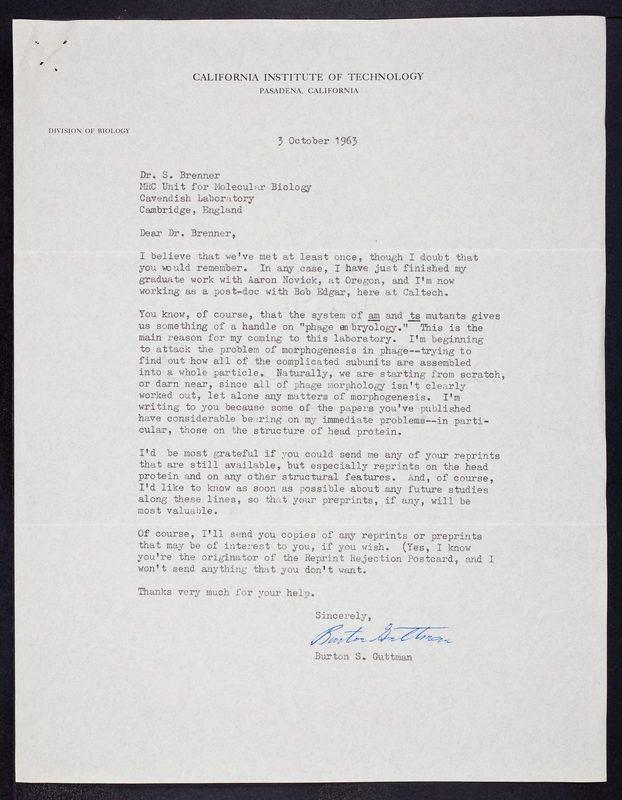 CALIFORNIA INSTITUTE OF TECHNOLOGY
PASADENA, CALIFORNIA
DIVISION OF BIOLOGY
3 October 1963
Dr. S. Brenner
MRC Unit for Molecular Biology
Cavendish Laboratory
Cambridge, England
Dear Dr. Brenner,
I believe that we've met at least once, though I doubt that
you would remember. In any case, I have just finished my
graduate work with Aaron Novick, at Oregon, and I'm now
working as a post-doc with Bob Edgar, here at Caltech.
You know, of course, that the system of am and ts mutants gives
us something of a handle on "phage embryology." This is the
main reason for my coming to this laboratory. I'm beginning
to attack the problem of morphogenesis in phage--trying to
find out how all of the complicated subunits are assembled
into a whole particle. Naturally, we are starting from scratch,
or darn near, since all of phage morphology isn't clearly
worked out, let alone any matters of morphogenesis. I'm
writing to you because some of the papers you've published
have considerable bearing on my immediate problems--in parti-
cular, those on the structure of head protein.
I'd be most grateful if you could send me any of your reprints
that are still available, but especially reprints on the head
protein and on any other structural features. And, of course,
I'd like to know as soon as possible about any future studies
along these lines, so that your preprints, if any, will be
most valuable.
Of course, I'll send you copies of any reprints or preprints
that may be of interest to you, if you wish. (Yes, I know
you're the originator of the Reprint Rejection Postcard, and I
won't send anything that you don't want.
Thanks very much for your help.
Sincerely,
Burton Guttman
Burton S. Guttman